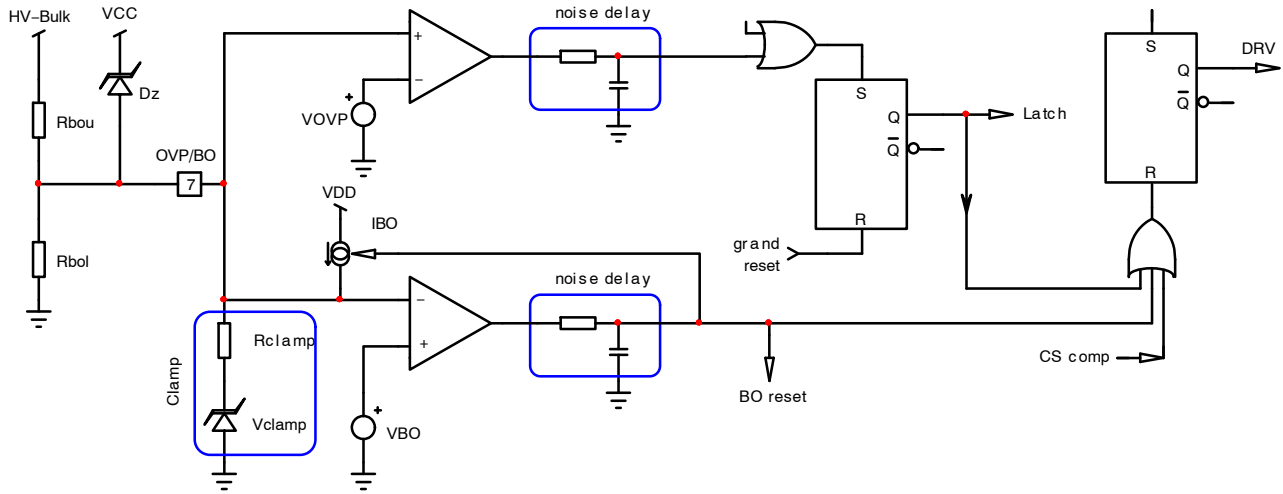 HV–Bulk
VCC
noise delay
S
DRV
Dz
+
S
Q
Rbou
–
Q
+
VOVP
Q
Latch
OVP/BO
Q
7
R
VDD
IBO
R
Rbol
grand
reset
noise delay
–
Rclamp
+
CS comp
Clamp
BO reset
+
Vclamp
VBO